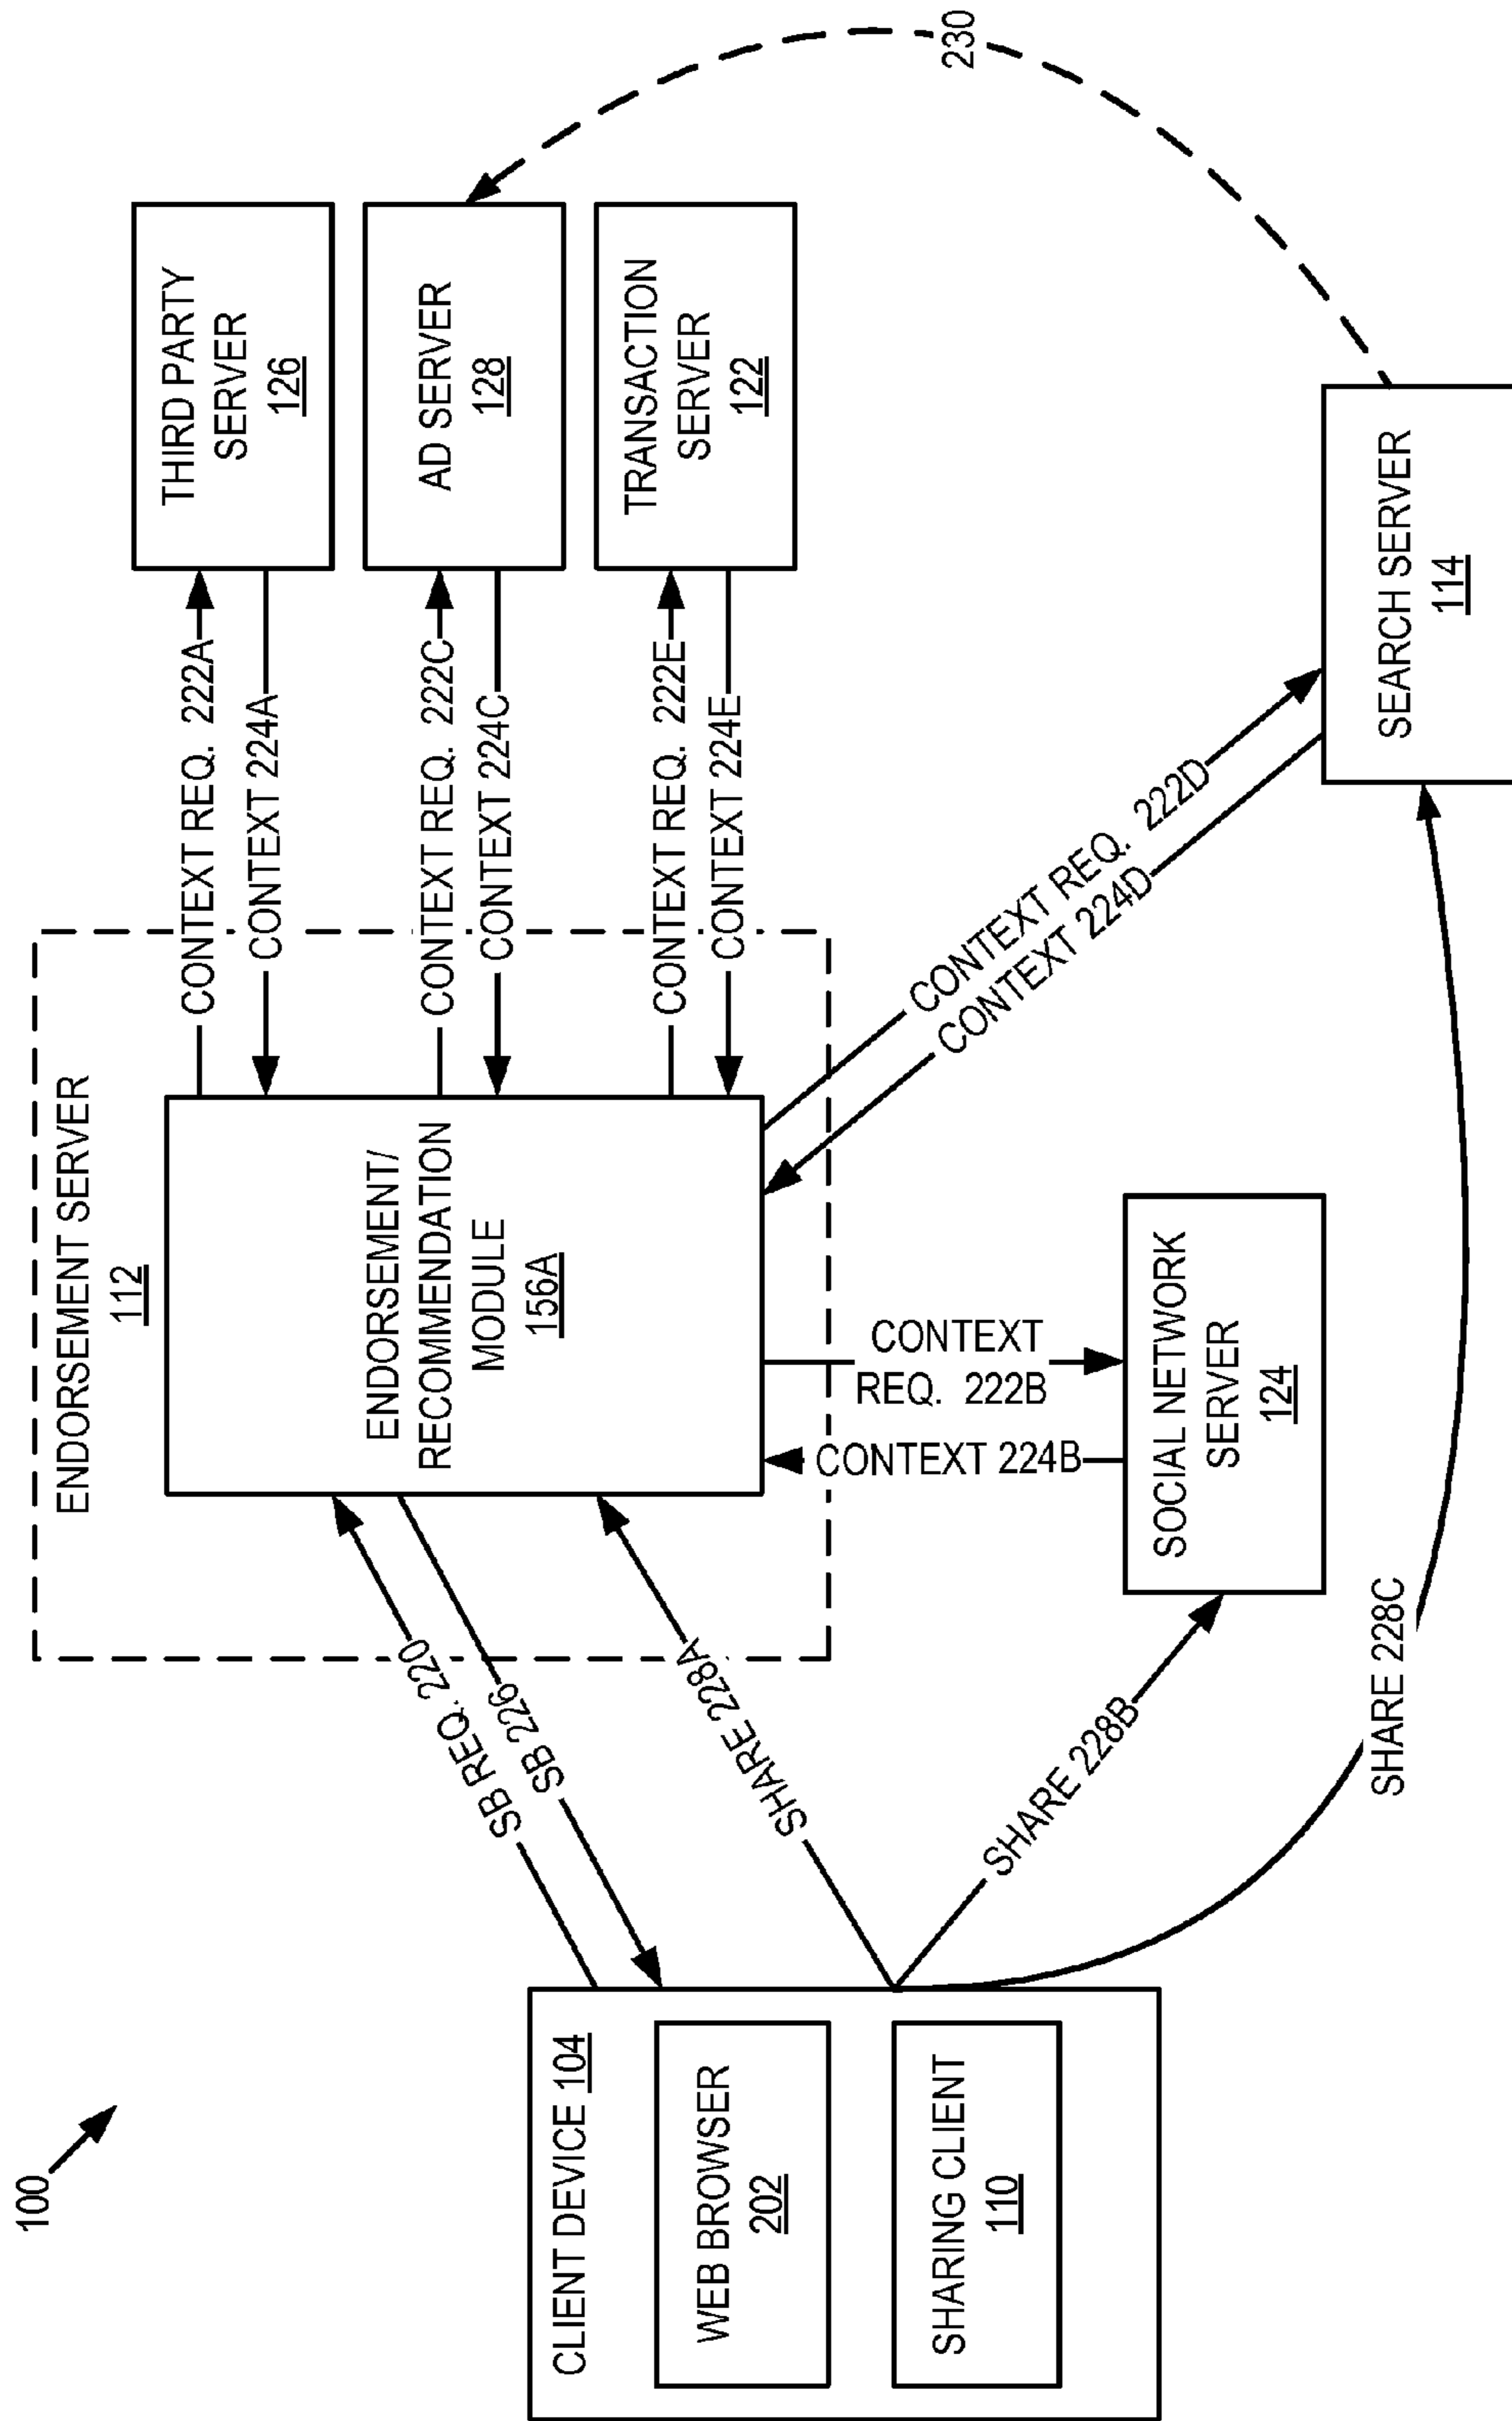 100
ENDORSEMENT SERVER
112
ENDORSEMENT/
RECOMMENDATION
MODULE
156A
CLIENT DEVICE 104
WEB BROWSER
202
SHARING CLIENT
110
SB REQ. 220
SB 226
SHARE 228A
SHARE 228B
SHARE 228C
CONTEXT
REQ. 222B
CONTEXT 224B
SOCIAL NETWORK
SERVER
124
CONTEXT REQ. 222A
CONTEXT 224A
CONTEXT REQ. 222C
CONTEXT 224C
CONTEXT REQ. 222E
CONTEXT 224E
CONTEXT REQ. 222D
CONTEXT 224D
THIRD PARTY
SERVER
126
AD SERVER
128
TRANSACTION
SERVER
122
SEARCH SERVER
114
230